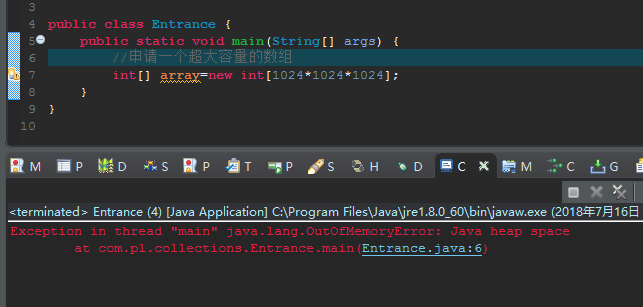 3
4 public class Entrance {
5 public static void main(String[] args) {
6 //申请一个超大容量的数组
7 int[] array=new int[1024*1024*1024];
8 }
9 }
10
M P D S P T P S H D C M C G
<terminated> Entrance (4) [Java Application] C:\Program Files\Java\jre1.8.0_60\bin\javaw.exe (2018年7月16日
Exception in thread "main" java.lang.OutOfMemoryError: Java heap space
at com.pl.collections.Entrance.main(Entrance.java:6)